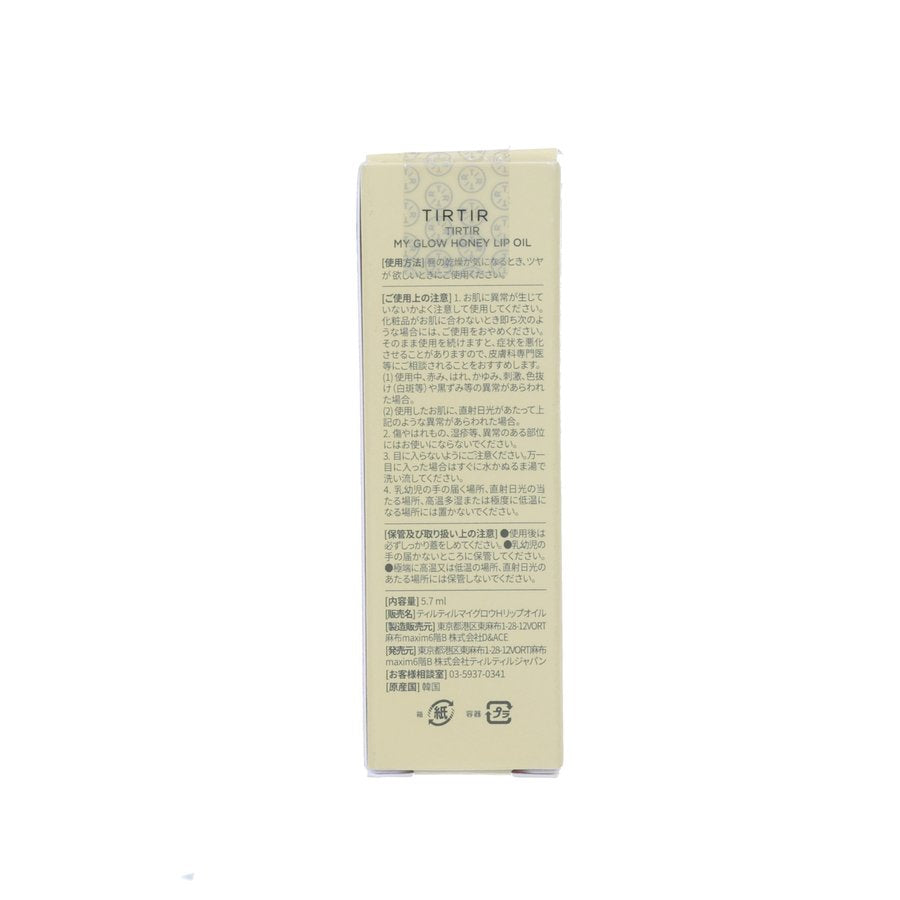 TIRTIR
TIRTIR
MY GLOW HONEY LIP OIL
[使用方法] 唇の乾燥が気になるとき、ツヤ
が欲しいときにご使用ください。
[ご使用上の注意] 1. お肌に異常が生じて
いないかよく注意して使用してください。
化粧品がお肌に合わないとき即ち次のよ
うな場合には、ご使用をおやめください。
そのまま使用を続けますと、症状を悪化
させることがありますので、皮膚科専門医
等にご相談されることをおすすめします。
(1) 使用中、赤み、はれ、かゆみ、刺激、色抜
け（白斑等）や黒ずみ等の異常があらわれ
た場合。
(2) 使用したお肌に、直射日光があたって上
記のような異常があらわれた場合。
2. 傷やはれもの、湿疹等、異常のある部位
にはお使いにならないでください。
3. 目に入らないようにご注意ください。万一
目に入った場合はすぐに水かぬるま湯で
洗い流してください。
4. 乳幼児の手の届く場所、直射日光の当
たる場所、高温多湿または極度に低温に
なる場所には置かないでください。
[保管及び取り扱い上の注意] ●使用後は
必ずしっかり蓋をしめてください。●乳幼児の
手の届かないところに保管してください。
●極端に高温又は低温の場所、直射日光の
あたる場所には保管しないでください。
[内容量] 5.7 ml
[販売名] ティルティルマイグロウHリップオイル
[製造販売元] 東京都港区東麻布1-28-12VORT
麻布maxim6階B 株式会社D&ACE
[発売元] 東京都港区東麻布1-28-12VORT麻布
maxim6階B 株式会社ティルティルジャパン
[お客様相談室] 03-5937-0341
[原産国] 韓国
箱 紙 容器 プラ